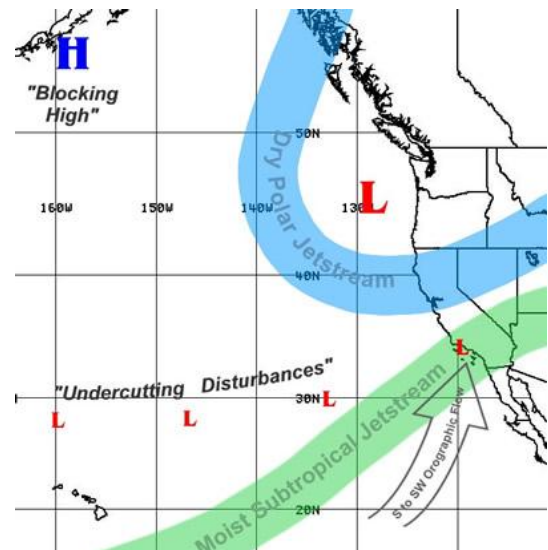 H
"Blocking
High"
50N
Dry Polar Jetstream
L
160W
150W
140W
130W
40N
L
"Undercutting Disturbances"
L
L
L
30N
Moist Subtropical Jetstream
S to SW Orographic Flow
20N